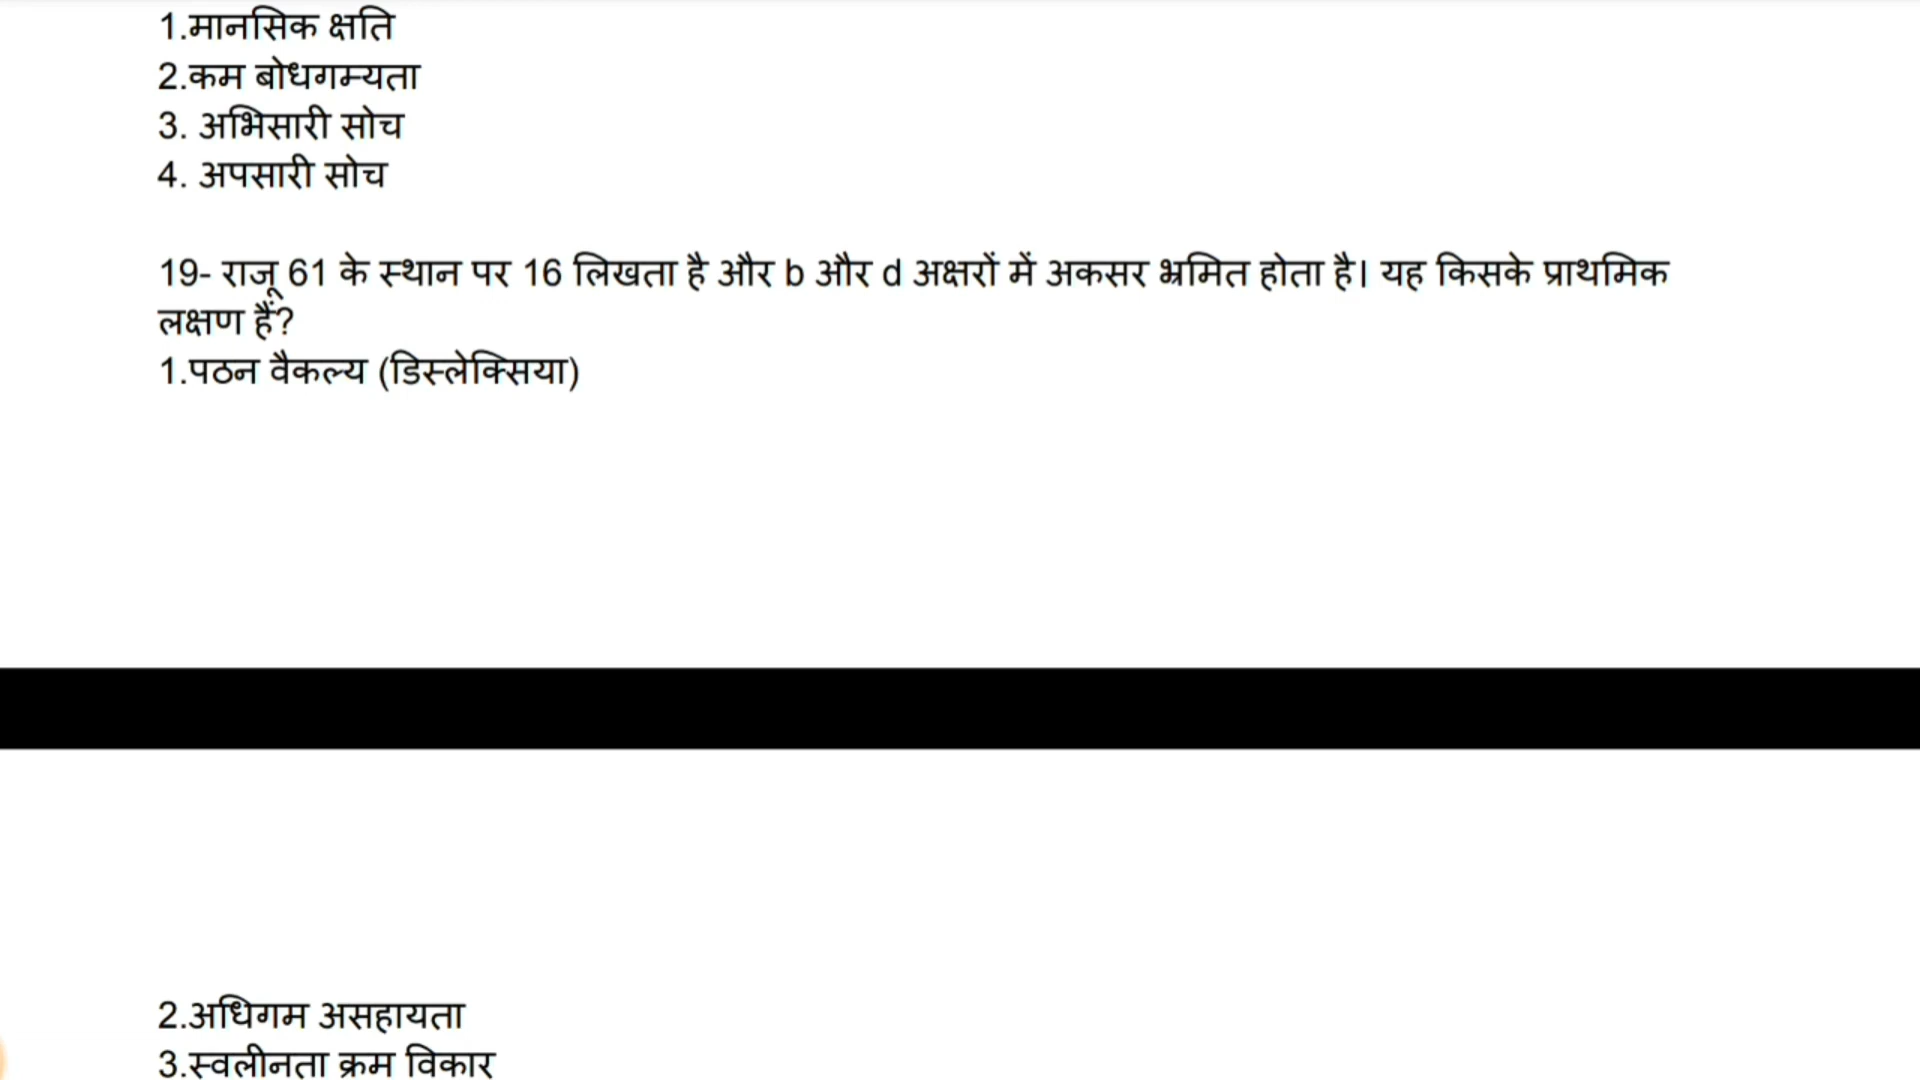 1.मानसिक क्षति
2.कम बोधगम्यता
3. अभिसारी सोच
4. अपसारी सोच
19- राजू 61 के स्थान पर 16 लिखता है और b और d अक्षरों में अकसर भ्रमित होता है। यह किसके प्राथमिक
लक्षण हैं?
1.पठन वैकल्य (डिस्लेक्सिया)
2.अधिगम असहायता
3.स्वलीनता क्रम विकार